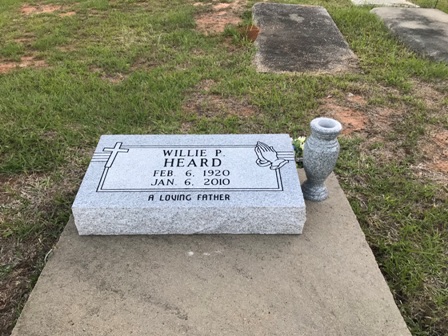 WILLIE P.
HEARD
FEB. 6, 1920
JAN. 6, 2010
A LOVING FATHER